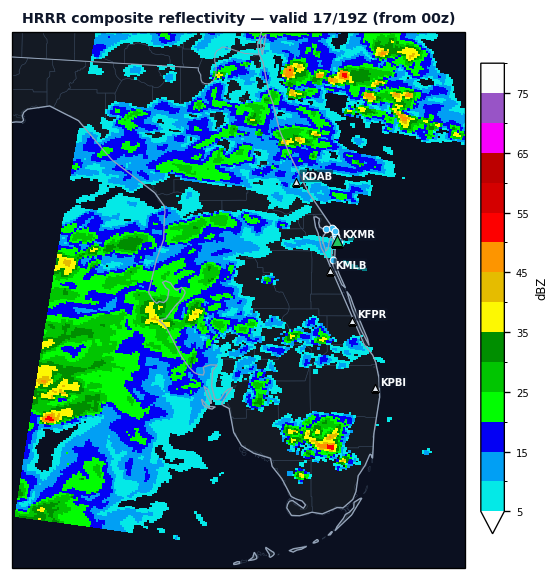 HRRR composite reflectivity — valid 17/19Z (from 00z)
KDAB
KXMR
KMLB
KFPR
KPBI
75
65
55
45
35
25
15
5
dBZ